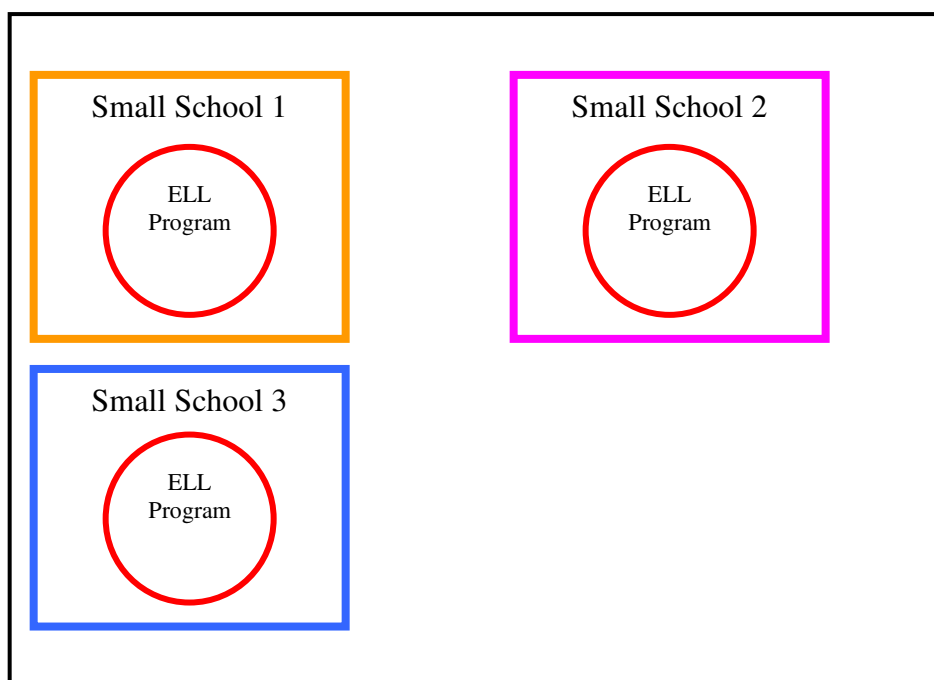 Small School 1
ELL
Program
Small School 2
ELL
Program
Small School 3
ELL
Program